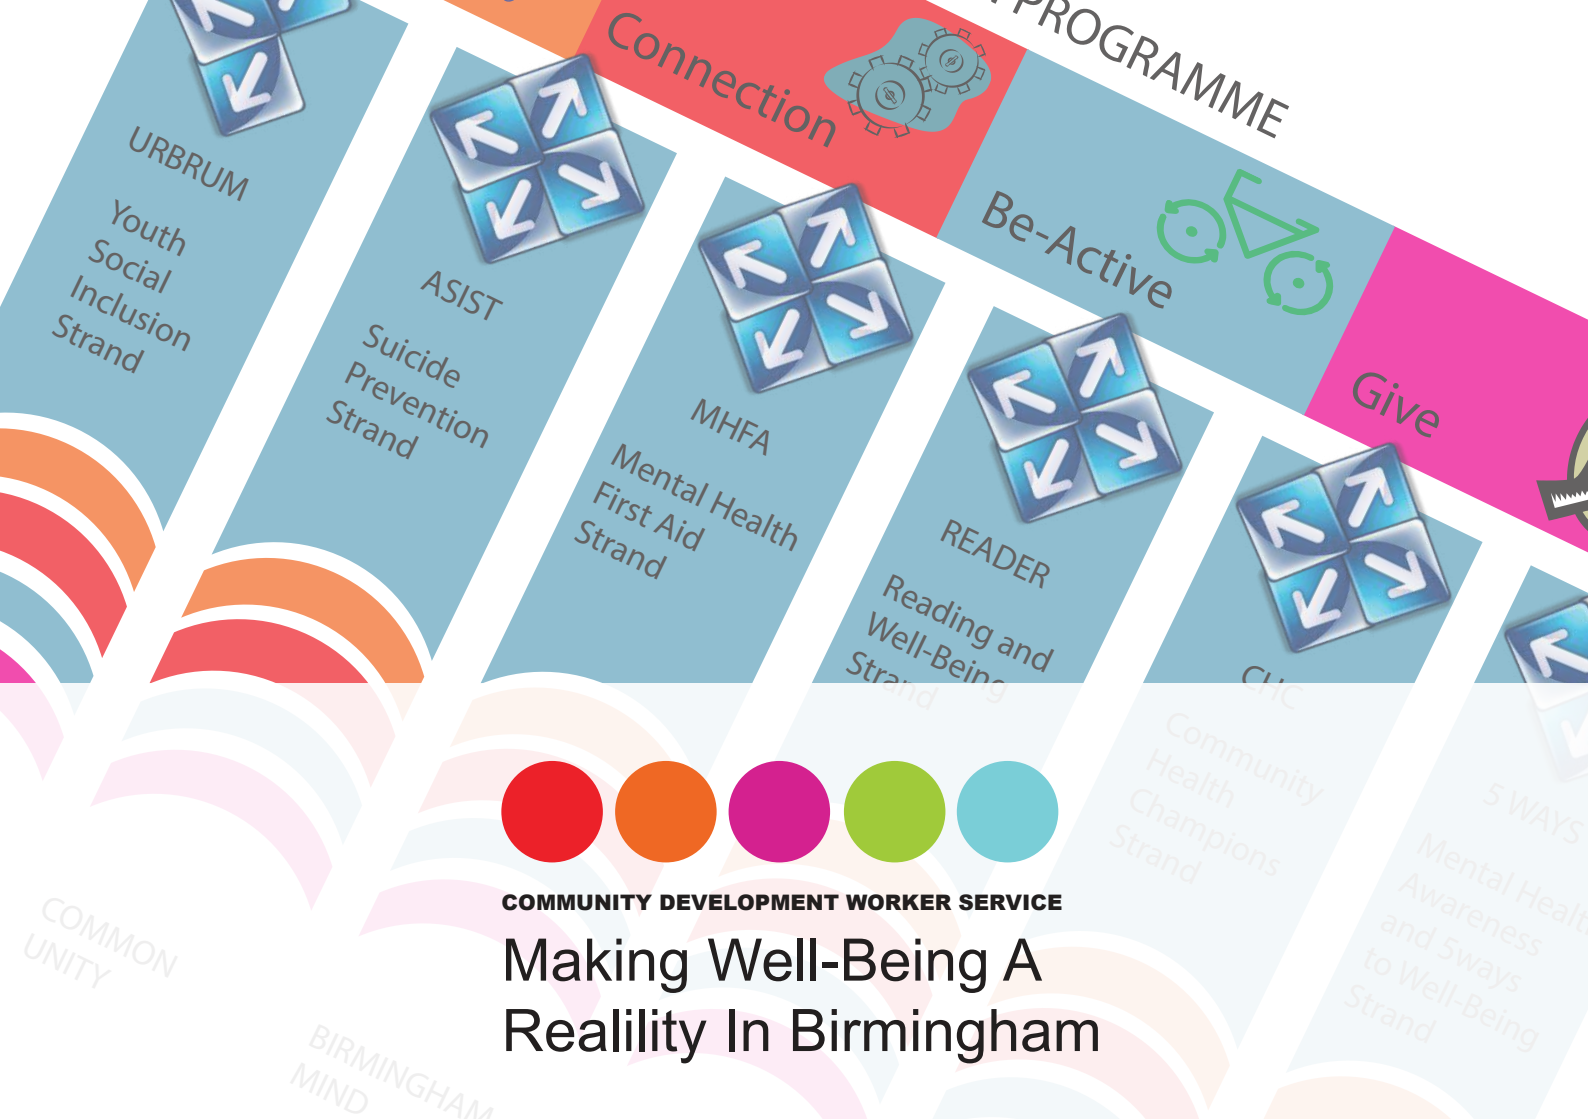 PROGRAMME
Connection
Be-Active
Give
URBRUM
Youth
Social
Inclusion
Strand
ASIST
Suicide
Prevention
Strand
MHFA
Mental Health
First Aid
Strand
READER
Reading and
Well-Being
Strand
CHC
Community
Health
Champions
Strand
5 WAYS
Mental Health
Awareness
and 5ways
to Well-Being
Strand
COMMON
UNITY
BIRMINGHAM
MIND
COMMUNITY DEVELOPMENT WORKER SERVICE
Making Well-Being A
Realility In Birmingham